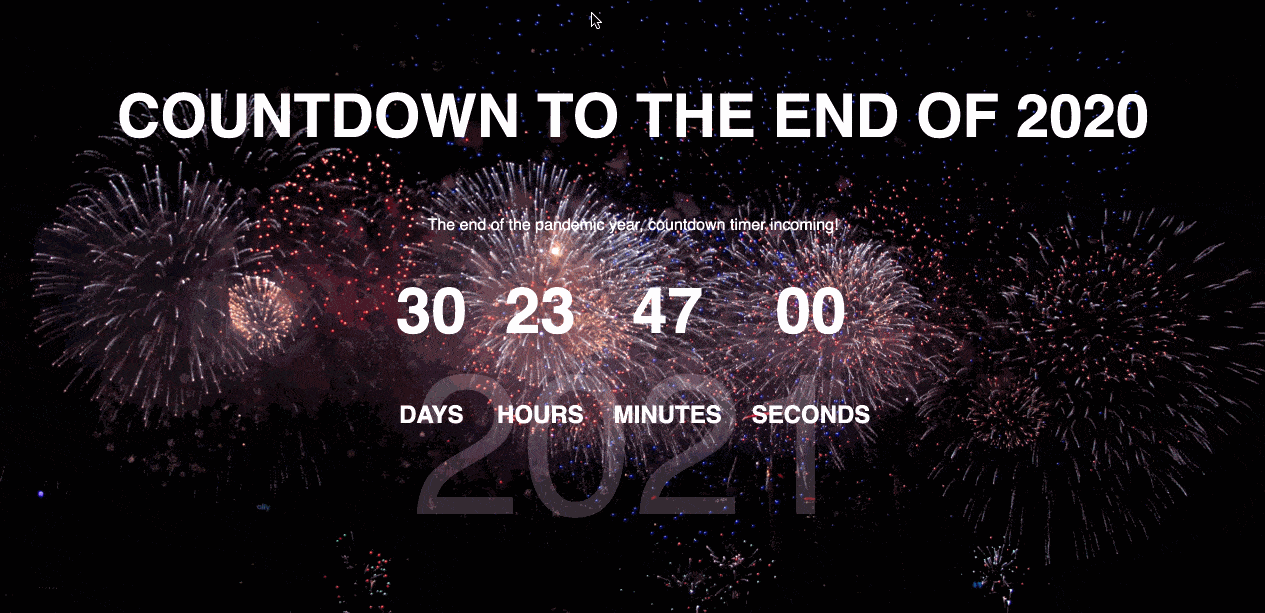 COUNTDOWN TO THE END OF 2020
The end of the pandemic year, countdown timer incoming!
30 23 47 00
DAYS HOURS MINUTES SECONDS
2021